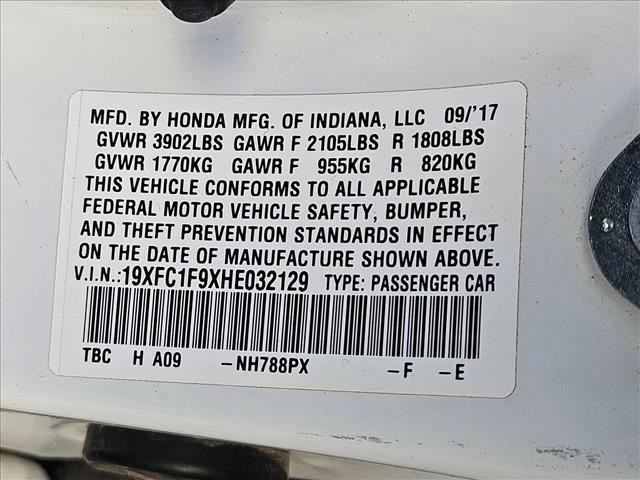 MFD. BY HONDA MFG. OF INDIANA, LLC 09/'17
GVWR 3902LBS GAWR F 2105LBS R 1808LBS
GVWR 1770KG GAWR F 955KG R 820KG
THIS VEHICLE CONFORMS TO ALL APPLICABLE
FEDERAL MOTOR VEHICLE SAFETY, BUMPER,
AND THEFT PREVENTION STANDARDS IN EFFECT
ON THE DATE OF MANUFACTURE SHOWN ABOVE.
V.I.N.:19XFC1F9XHE032129 TYPE: PASSENGER CAR
TBC H A09 -NH788PX -F -E